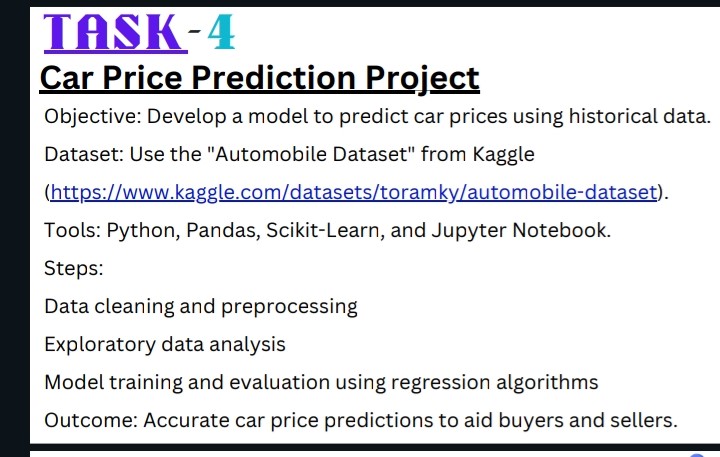 TASK-4
Car Price Prediction Project
Objective: Develop a model to predict car prices using historical data.
Dataset: Use the "Automobile Dataset" from Kaggle
(https://www.kaggle.com/datasets/toramky/automobile-dataset).
Tools: Python, Pandas, Scikit-Learn, and Jupyter Notebook.
Steps:
Data cleaning and preprocessing
Exploratory data analysis
Model training and evaluation using regression algorithms
Outcome: Accurate car price predictions to aid buyers and sellers.